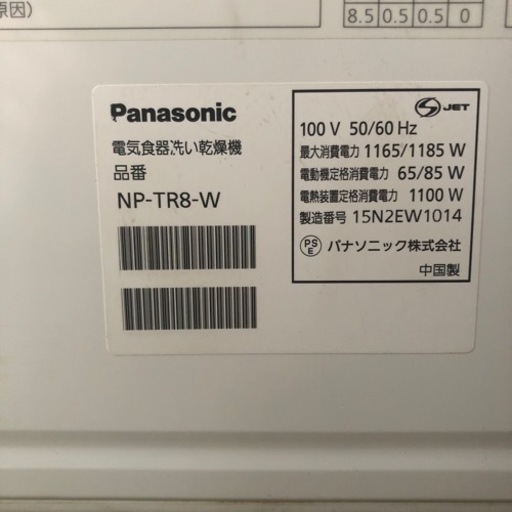 原因)
8.5 0.5 0.5 0
Panasonic
電気食器洗い乾燥機
品番
NP-TR8-W
S JET
100 V 50/60 Hz
最大消費電力 1165/1185 W
電動機定格消費電力 65/85 W
電熱装置定格消費電力 1100 W
製造番号 15N2EW1014
PS E パナソニック株式会社
中国製